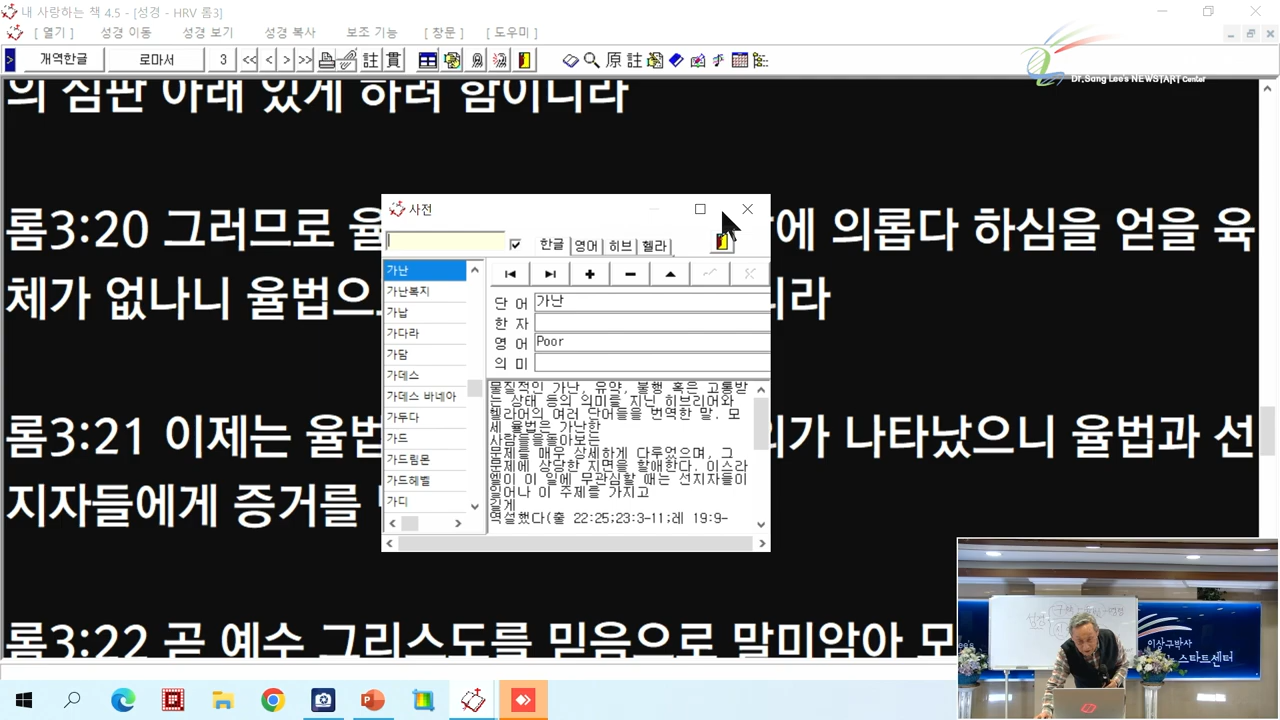 내 사랑하는 책 4.5 - [성경 - HRV 롬3]
[ 열기 ] 성경 이동 성경 보기 성경 복사 보조 기능 [ 창문 ] [ 도우미 ]
> 개역한글 로마서 3 << < > >> 註 貫 原 註
Dr.Sang Lee's NEWSTART Center
의 심판 아래 있게 하려 함이니라
롬3:20 그러므로 율 에 의롭다 하심을 얻을 육
체가 없나니 율법으 니라
롬3:21 이제는 율법 의가 나타났으니 율법과 선
지자들에게 증거를
롬3:22 곧 예수 그리스도를 믿음으로 말미암아 모
사전
한글 영어 히브 헬라
가난
가난복지
가납
가다라
가담
가데스
가데스 바네아
가두다
가드
가드림몬
가드헤벨
가디
단 어 가난
한 자
영 어 Poor
의 미
물질적인 가난, 유약, 불행 혹은 고통받
는 상태 등의 의미를 지닌 히브리어와
헬라어의 여러 단어들을 번역한 말. 모
세 율법은 가난한
사람들을돌아보는
문제를 매우 상세하게 다루었으며, 그
문제에 상당한 지면을 할애한다. 이스라
엘이 이 일에 무관심할 때는 선지자들이
일어나 이 주제를 가지고
길게
역설했다(출 22:25;23:3-11;레 19:9-
성경
이상구박사
스타트센터